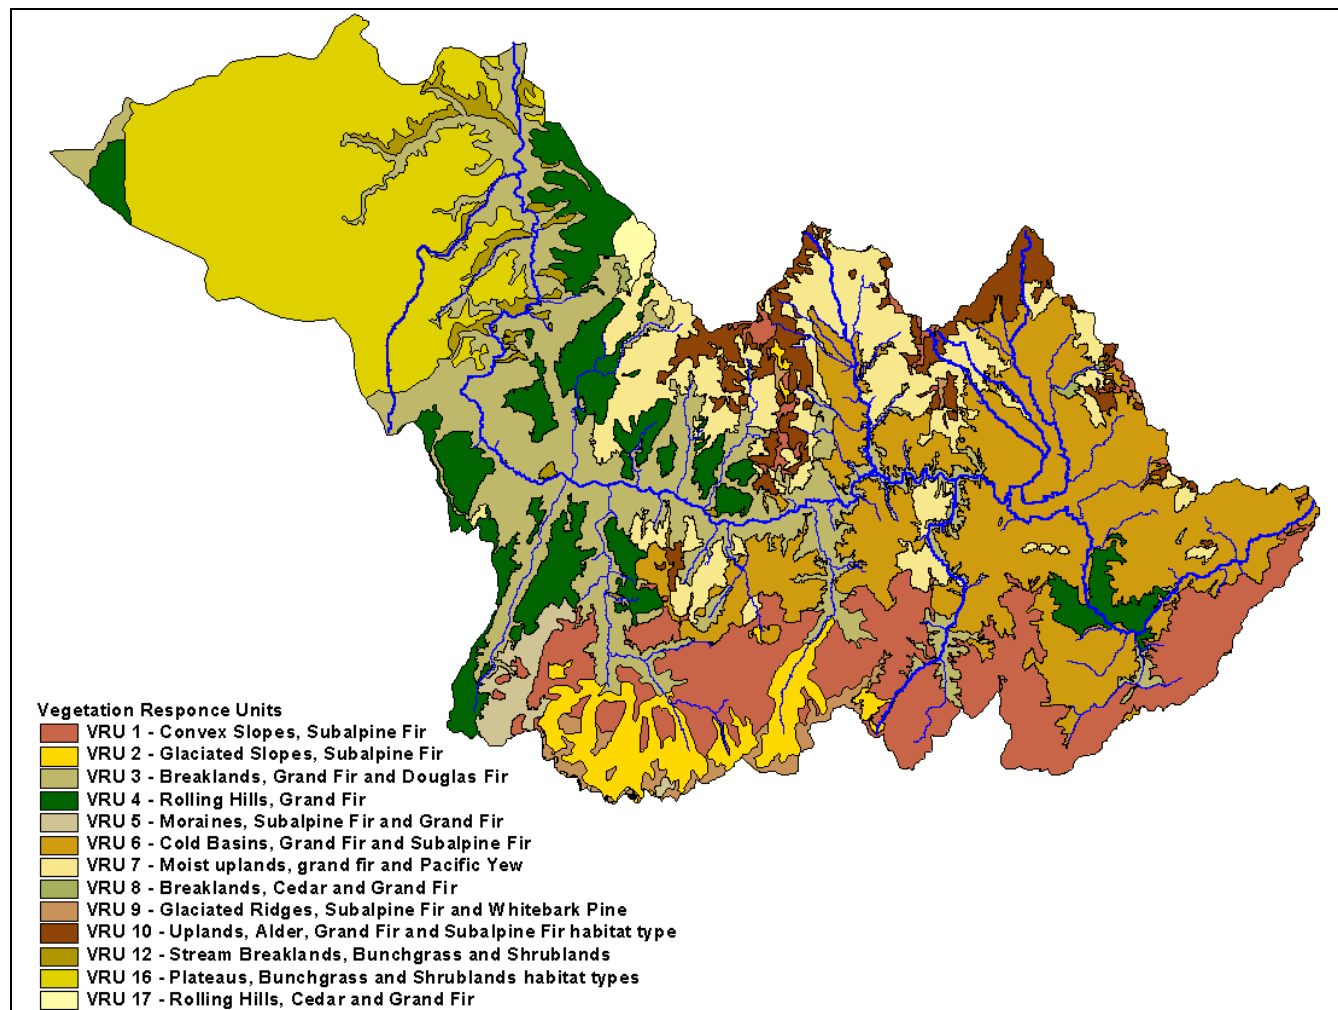 Vegetation Responce Units
VRU 1 - Convex Slopes, Subalpine Fir
VRU 2 - Glaciated Slopes, Subalpine Fir
VRU 3 - Breaklands, Grand Fir and Douglas Fir
VRU 4 - Rolling Hills, Grand Fir
VRU 5 - Moraines, Subalpine Fir and Grand Fir
VRU 6 - Cold Basins, Grand Fir and Subalpine Fir
VRU 7 - Moist uplands, grand fir and Pacific Yew
VRU 8 - Breaklands, Cedar and Grand Fir
VRU 9 - Glaciated Ridges, Subalpine Fir and Whitebark Pine
VRU 10 - Uplands, Alder, Grand Fir and Subalpine Fir habitat type
VRU 12 - Stream Breaklands, Bunchgrass and Shrublands
VRU 16 - Plateaus, Bunchgrass and Shrublands habitat types
VRU 17 - Rolling Hills, Cedar and Grand Fir